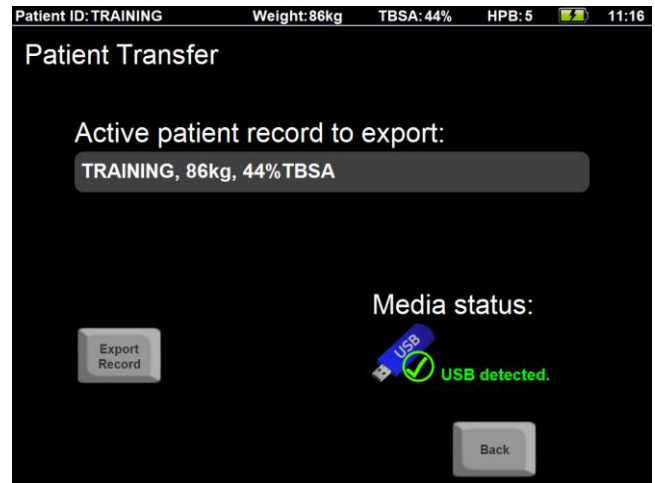 Patient ID: TRAINING Weight: 86kg TBSA: 44% HPB: 5 11:16
Patient Transfer
Active patient record to export:
TRAINING, 86kg, 44%TBSA
Media status:
USB
USB detected.
Export
Record
Back